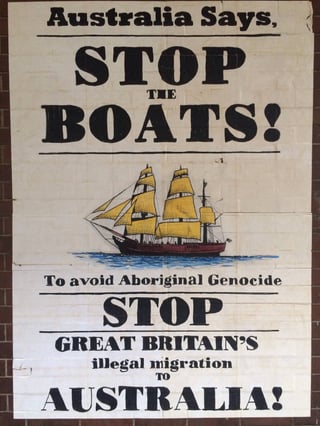 Australia Says,
STOP
THE
BOATS!
To avoid Aboriginal Genocide
STOP
GREAT BRITAIN'S
illegal migration
TO
AUSTRALIA!